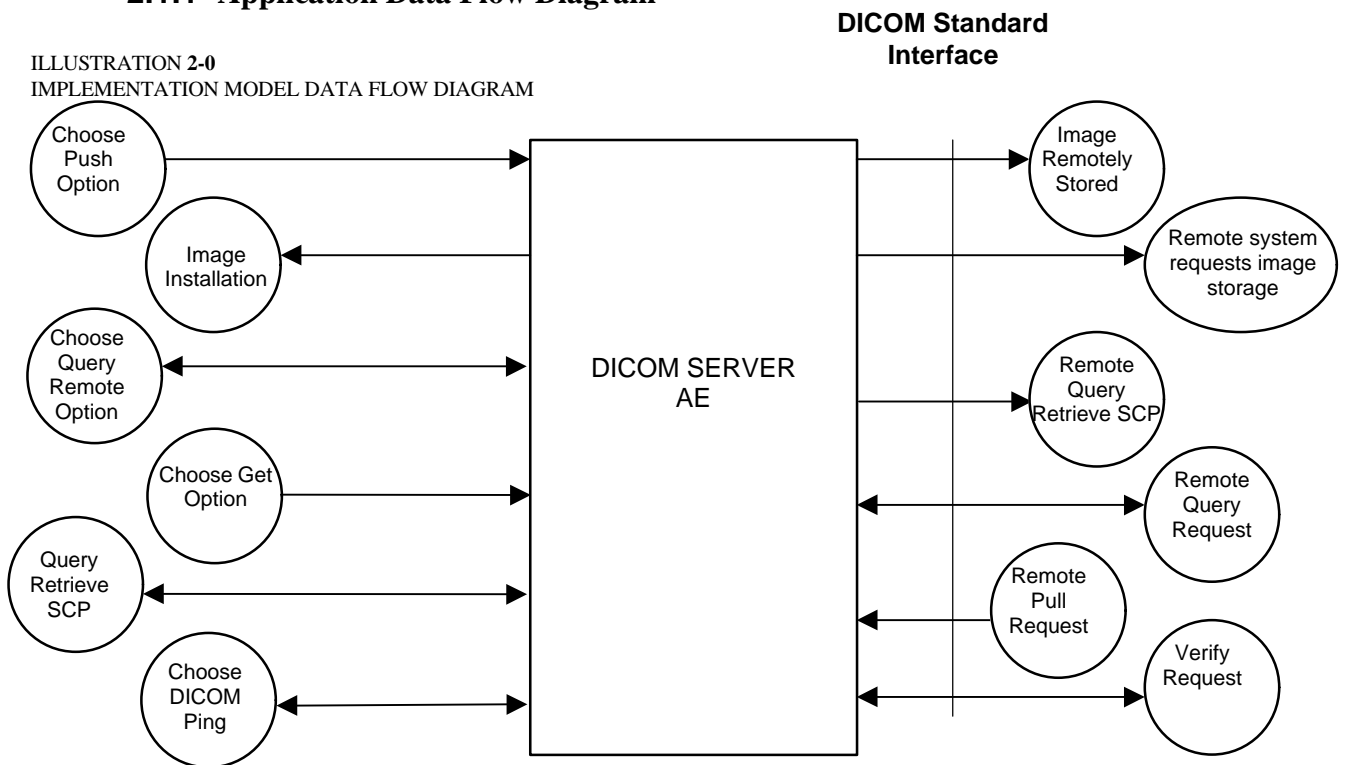 2.4.1 Application Data Flow Diagram
DICOM Standard
Interface
ILLUSTRATION 2-0
IMPLEMENTATION MODEL DATA FLOW DIAGRAM
Choose
Push
Option
Image
Remotely
Stored
Image
Installation
Remote system
requests image
storage
Choose
Query
Remote
Option
DICOM SERVER
AE
Remote
Query
Retrieve SCP
Choose Get
Option
Remote
Query
Request
Query
Retrieve
SCP
Remote
Pull
Request
Choose
DICOM
Ping
Verify
Request